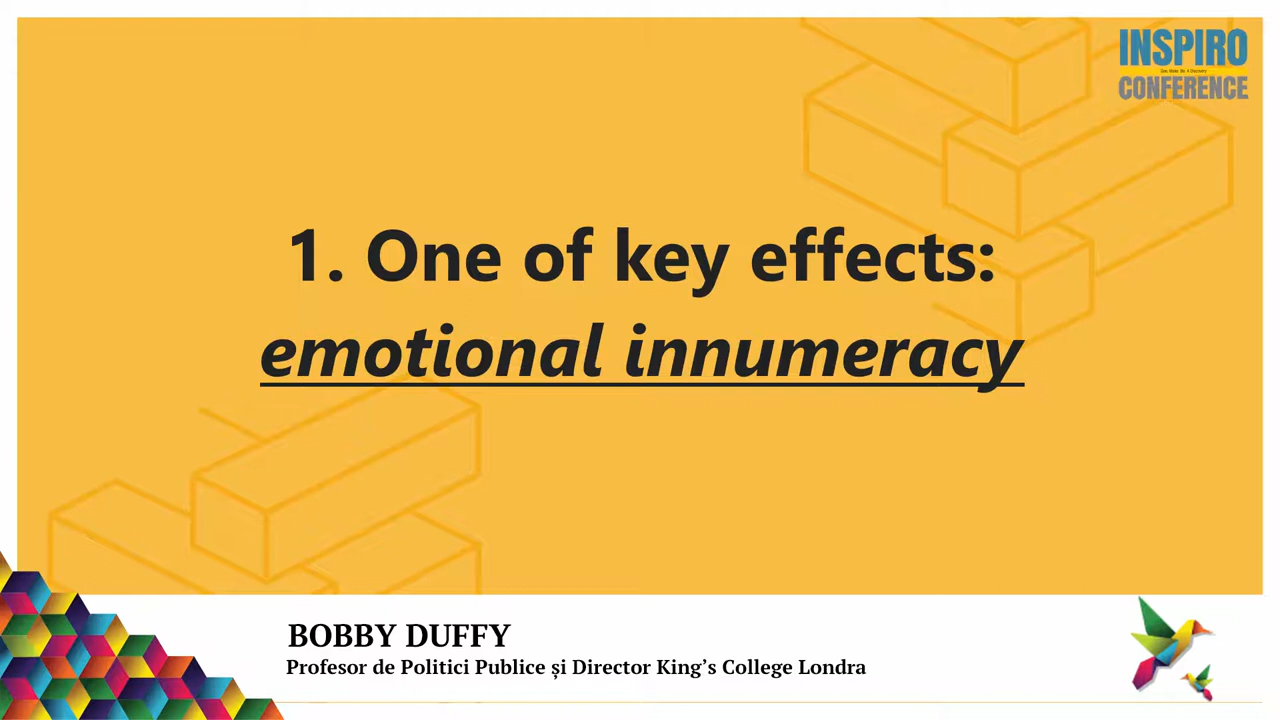 INSPIRO
CONFERENCE
1. One of key effects:
emotional innumeracy
BOBBY DUFFY
Profesor de Politici Publice și Director King’s College Londra